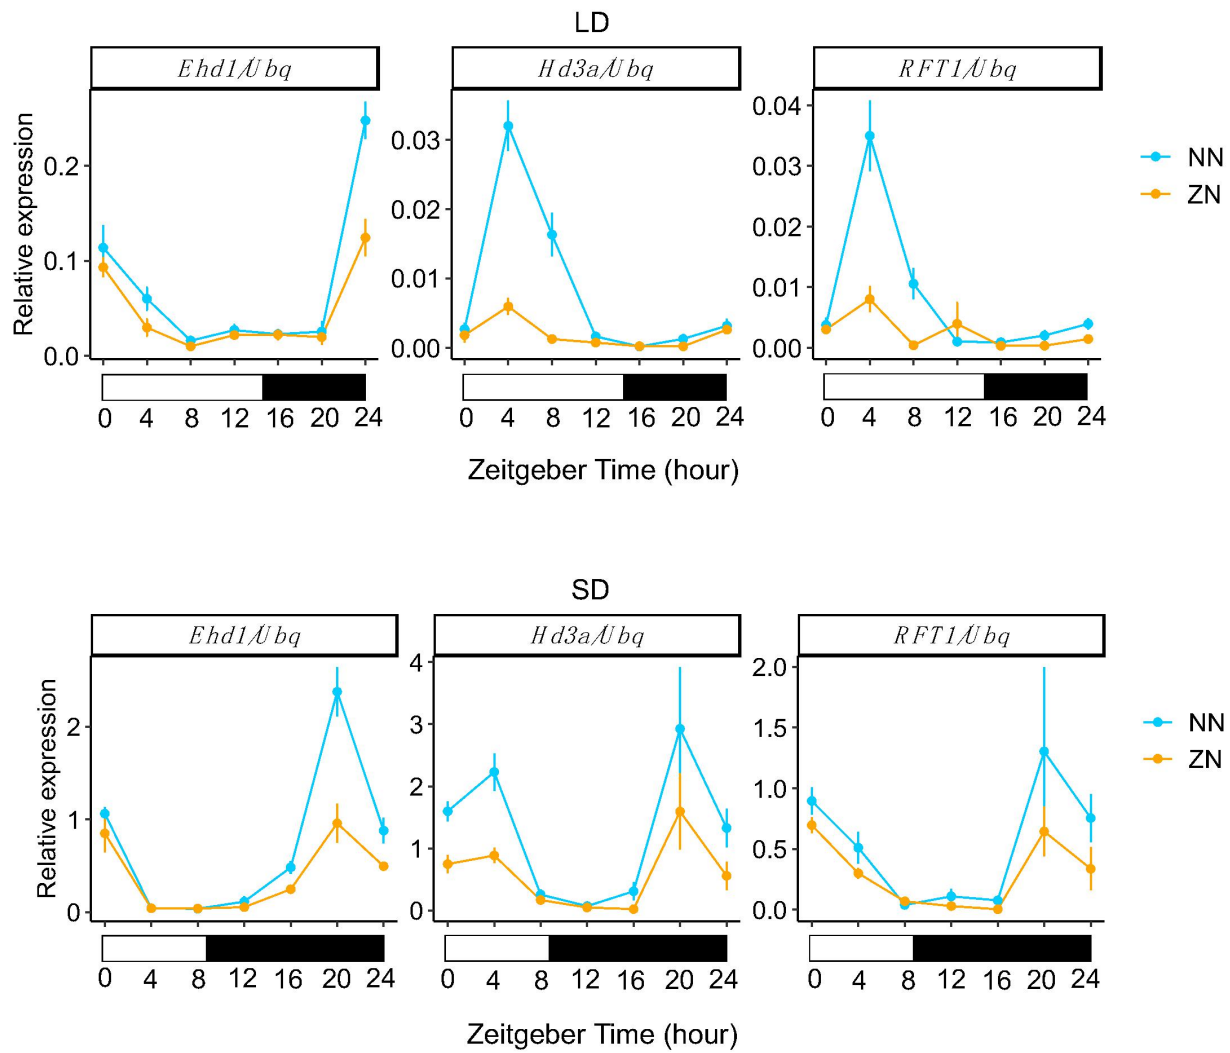 LD
Ehd1/Ubq Hd3a/Ubq RFT1/Ubq
Relative expression
0.2
0.1
0.0
0.03
0.02
0.01
0.00
0.04
0.03
0.02
0.01
0.00
NN
ZN
0 4 8 12 16 20 24 0 4 8 12 16 20 24 0 4 8 12 16 20 24
Zeitgeber Time (hour)
SD
Ehd1/Ubq Hd3a/Ubq RFT1/Ubq
Relative expression
2
1
0
4
3
2
1
0
2.0
1.5
1.0
0.5
0.0
NN
ZN
0 4 8 12 16 20 24 0 4 8 12 16 20 24 0 4 8 12 16 20 24
Zeitgeber Time (hour)